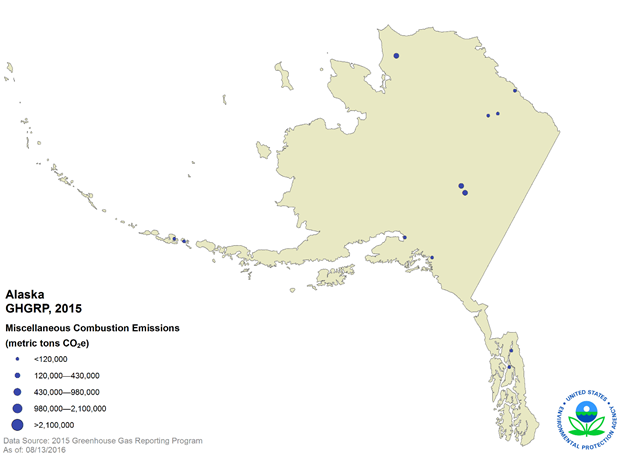 Alaska
GHGRP, 2015
Miscellaneous Combustion Emissions
(metric tons CO₂e)
<120,000
120,000—430,000
430,000—980,000
980,000—2,100,000
>2,100,000
Data Source: 2015 Greenhouse Gas Reporting Program
As of: 08/13/2016
UNITED STATES
ENVIRONMENTAL PROTECTION AGENCY